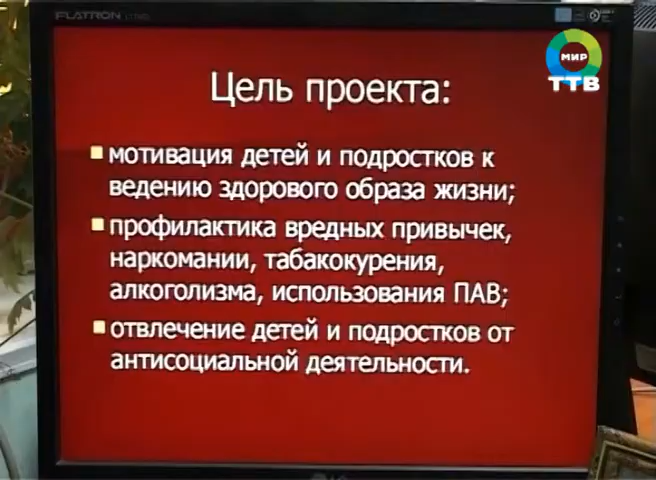 FLATRON
МИР
ТТВ
Цель проекта:
мотивация детей и подростков к
ведению здорового образа жизни;
профилактика вредных привычек,
наркомании, табакокурения,
алкоголизма, использования ПАВ;
отвлечение детей и подростков от
антисоциальной деятельности.